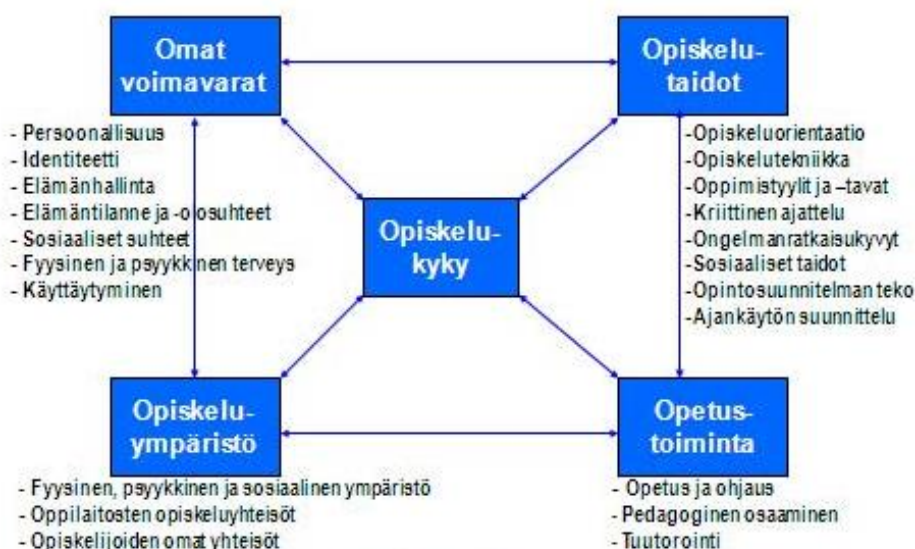 Omat
voimavarat
- Persoonallisuus
- Identiteetti
- Elämänhallinta
- Elämäntilanne ja -olosuhteet
- Sosiaaliset suhteet
- Fyysinen ja psyykkinen terveys
- Käyttäytyminen
Opiskelu-
taidot
-Opiskeluorientaatio
-Opiskelutekniikka
-Oppimistyylit ja –tavat
-Kriittinen ajattelu
-Ongelmanratkaisukyvyt
-Sosiaaliset taidot
-Opintosuunnitelman teko
-Ajankäytön suunnittelu
Opiskelu-
kyky
Opiskelu-
ympäristö
- Fyysinen, psyykkinen ja sosiaalinen ympäristö
- Oppilaitosten opiskeluyhteisöt
- Opiskelijoiden omat yhteisöt
Opetus-
toiminta
- Opetus ja ohjaus
- Pedagoginen osaaminen
- Tuutorointi